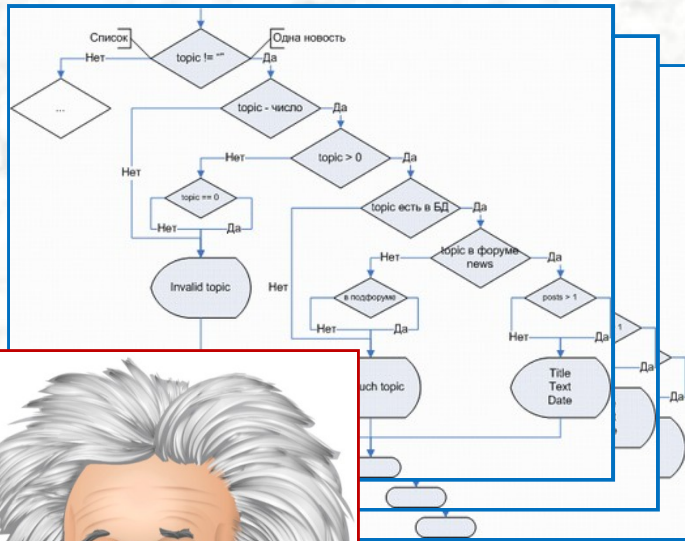 Список
Одна новость
topic != ""
Нет
Да
...
topic - число
Да
Нет
topic > 0
Нет
Да
topic == 0
Нет
Да
topic есть в БД
Да
Нет
topic в форуме
news
Нет
Да
Invalid topic
в подфоруме
Нет
Да
posts > 1
Нет
Да
1
Да
Да
uch topic
Title
Text
Date